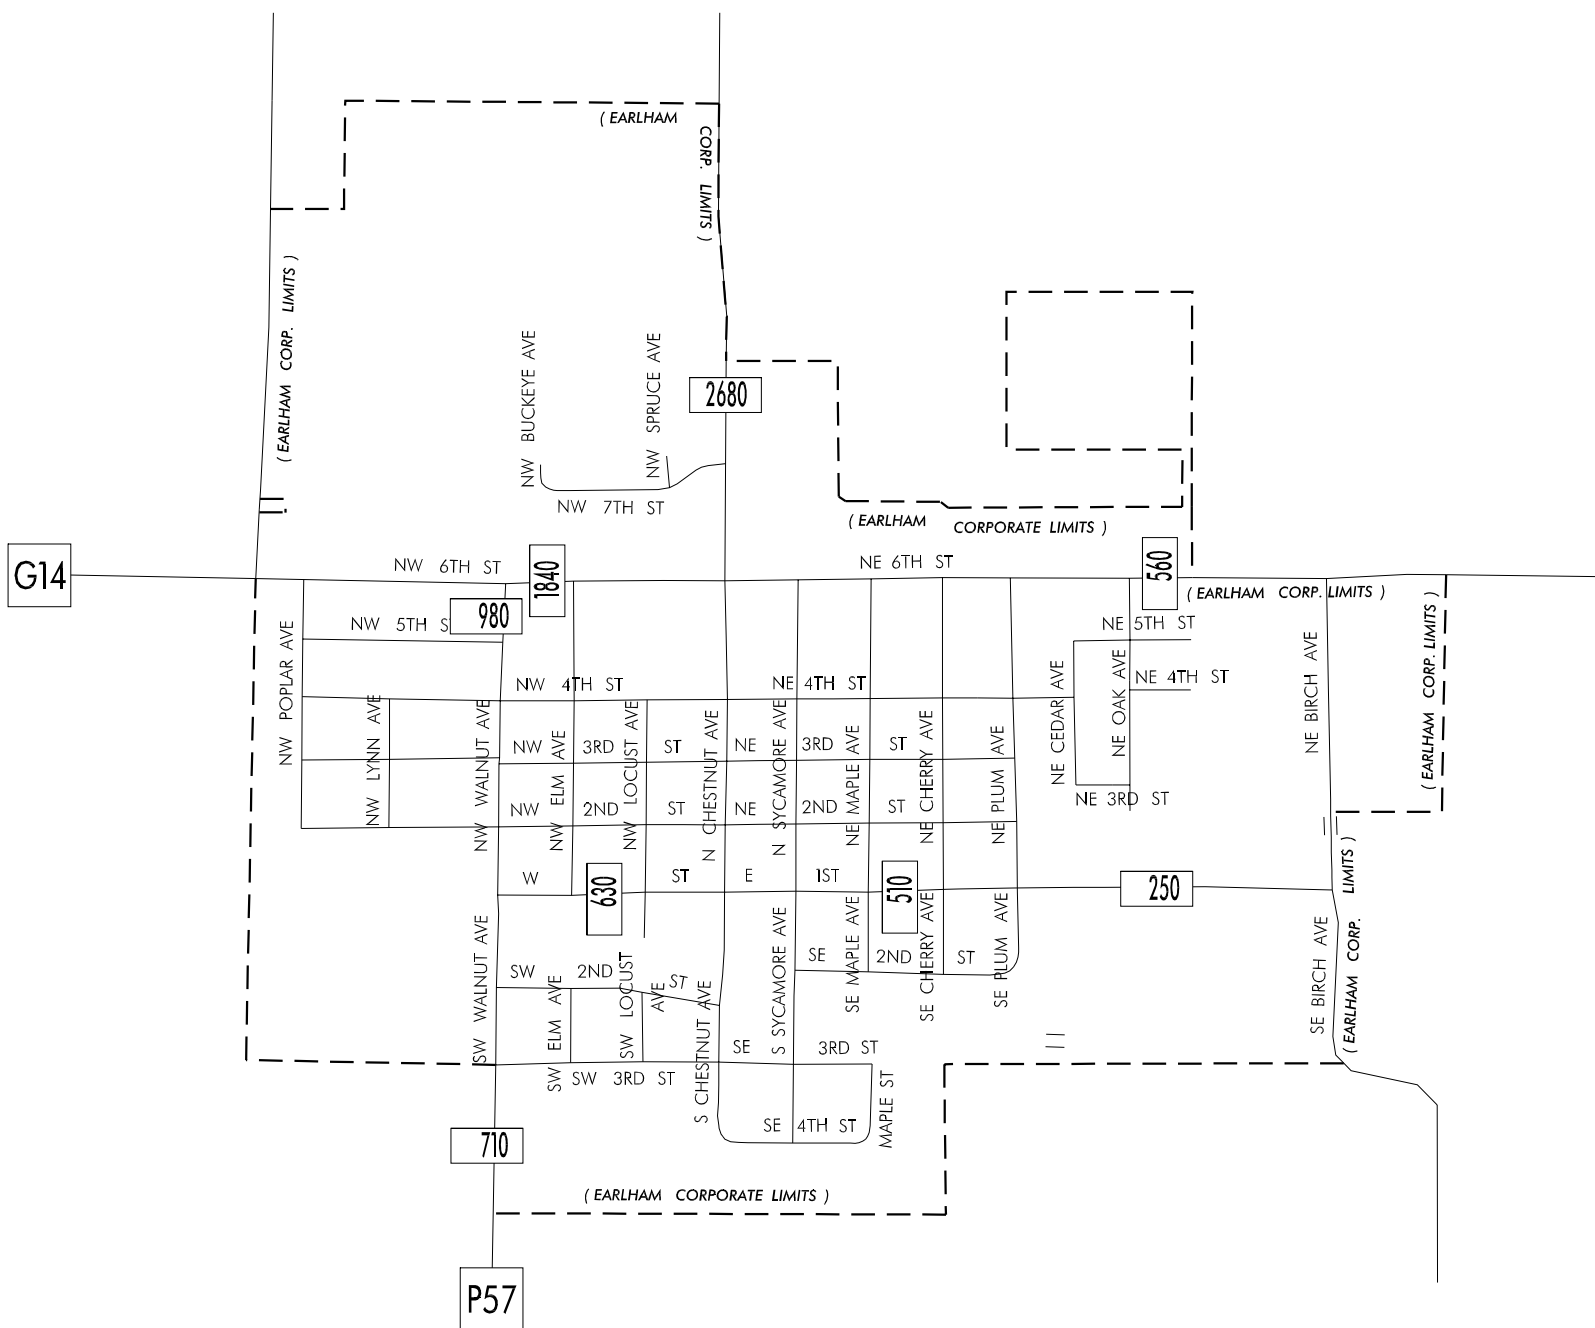 ( EARLHAM
CORP. LIMITS )
( EARLHAM CORP. LIMITS )
NW BUCKEYE AVE
NW SPRUCE AVE
2680
NW 7TH ST
( EARLHAM CORPORATE LIMITS )
G14
NW 6TH ST
1840
NE 6TH ST
560
( EARLHAM CORP. LIMITS )
( EARLHAM CORP. LIMITS )
980
NW 5TH ST
NE 5TH ST
NW POPLAR AVE
NW 4TH ST
NE 4TH ST
NE 4TH ST
NE CEDAR AVE
NE OAK AVE
NE BIRCH AVE
NW LYNN AVE
NW WALNUT AVE
NW ELM AVE
NW LOCUST AVE
N CHESTNUT AVE
N SYCAMORE AVE
NE MAPLE AVE
NE CHERRY AVE
NE PLUM AVE
NW 3RD ST NE 3RD ST
NE 3RD ST
NW 2ND ST NE 2ND ST
W ST E 1ST
630
510
250
( EARLHAM CORP. LIMITS )
SW WALNUT AVE
SW ELM AVE
SW LOCUST AVE
S CHESTNUT AVE
S SYCAMORE AVE
SE MAPLE AVE
SE CHERRY AVE
SE PLUM AVE
SE BIRCH AVE
SW 2ND ST
SE 2ND ST
SE 3RD ST
SW 3RD ST
MAPLE ST
SE 4TH ST
710
( EARLHAM CORPORATE LIMITS )
P57